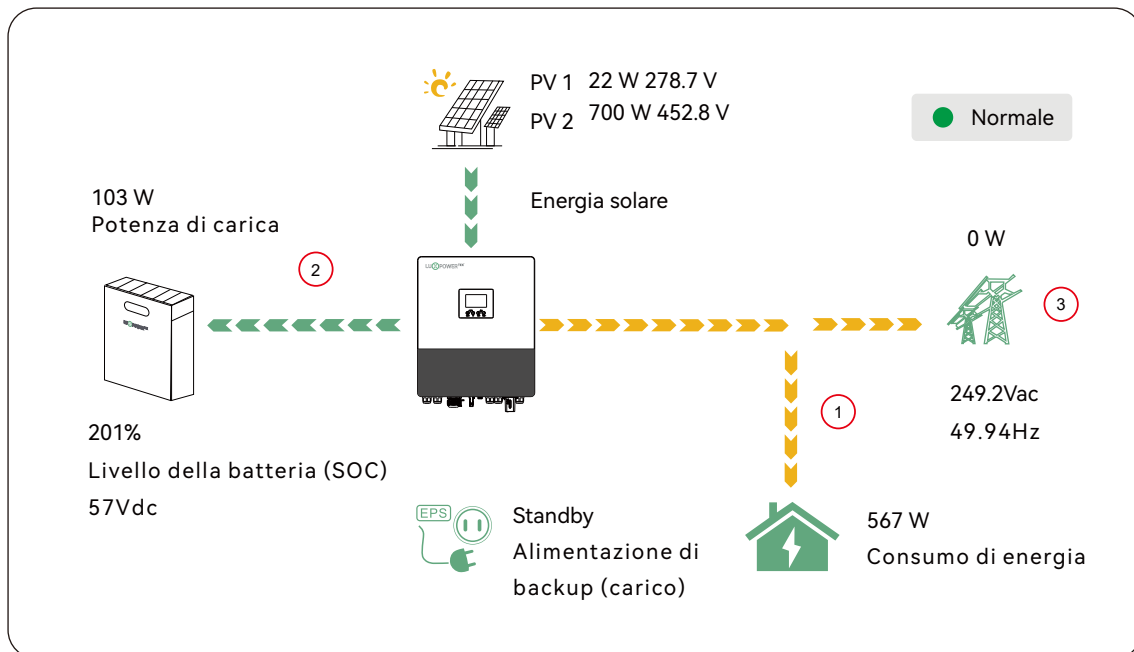 PV 1 22 W 278.7 V
PV 2 700 W 452.8 V
Normale
Energia solare
103 W
Potenza di carica
2
0 W
3
LUXPOWERTEK
249.2Vac
49.94Hz
1
201%
Livello della batteria (SOC)
57Vdc
EPS
Standby
Alimentazione di
backup (carico)
567 W
Consumo di energia